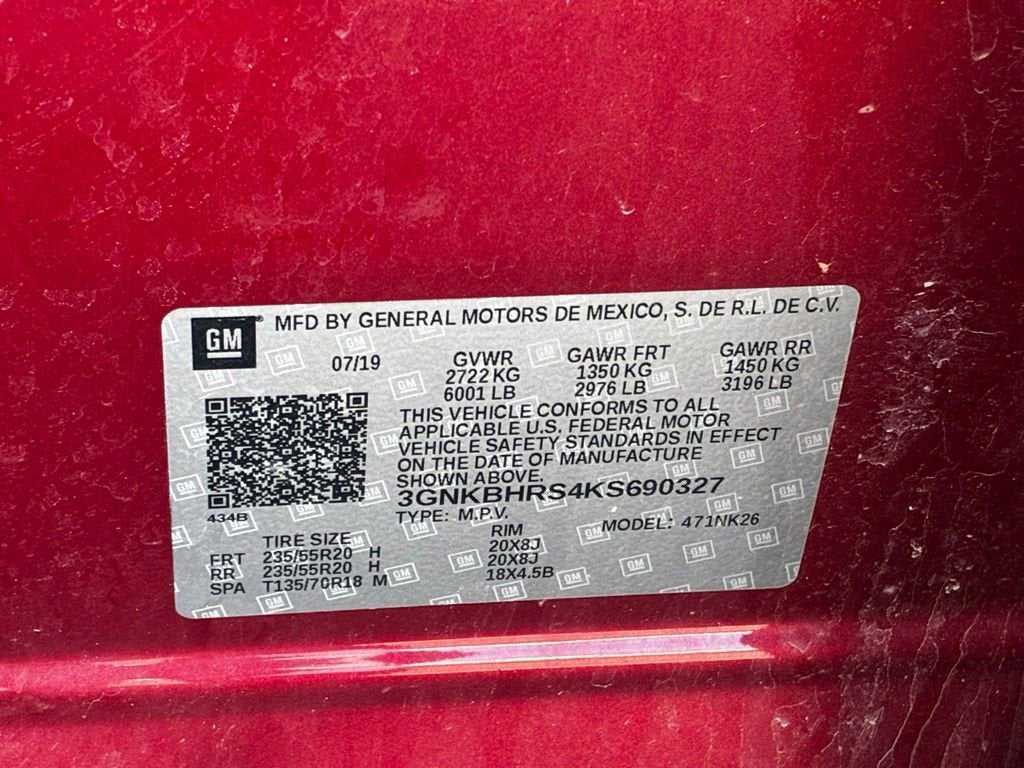 GM MFD BY GENERAL MOTORS DE MEXICO, S. DE R.L. DE C.V.
07/19 GVWR GAWR FRT GAWR RR
2722 KG 1350 KG 1450 KG
6001 LB 2976 LB 3196 LB
THIS VEHICLE CONFORMS TO ALL
APPLICABLE U.S. FEDERAL MOTOR
VEHICLE SAFETY STANDARDS IN EFFECT
ON THE DATE OF MANUFACTURE
SHOWN ABOVE.
3GNKBHRS4KS690327
434B TYPE: M.P.V. MODEL: 471NK26
TIRE SIZE RIM
FRT 235/55R20 H 20X8J
RR 235/55R20 H 20X8J
SPA T135/70R18 M 18X4.5B